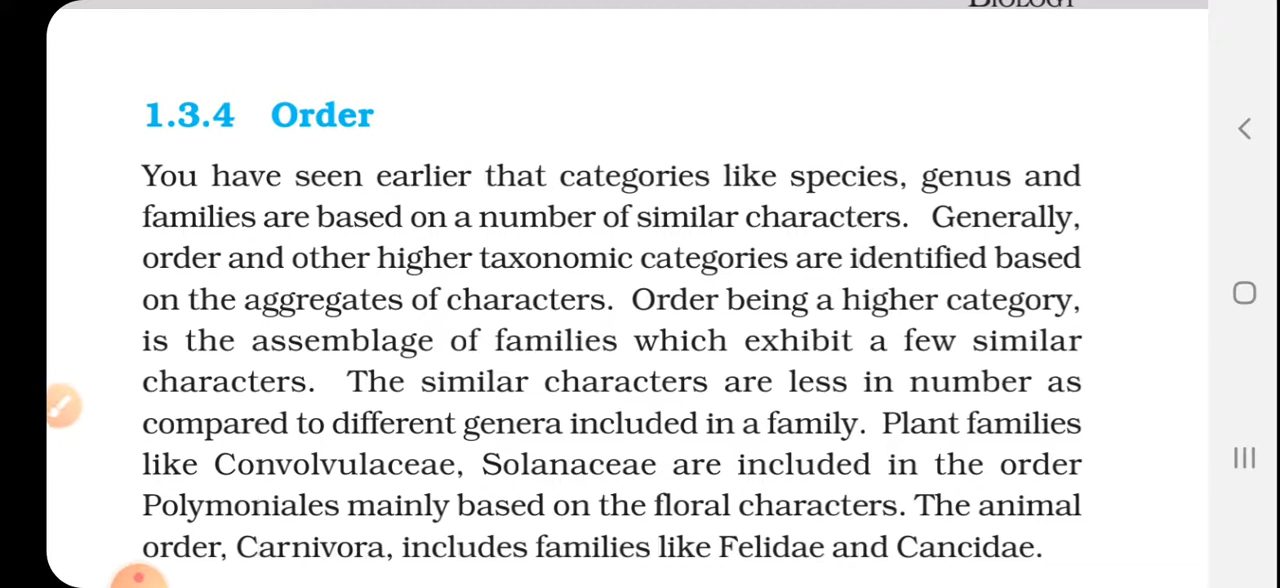 BIOLOGY
1.3.4 Order
You have seen earlier that categories like species, genus and
families are based on a number of similar characters. Generally,
order and other higher taxonomic categories are identified based
on the aggregates of characters. Order being a higher category,
is the assemblage of families which exhibit a few similar
characters. The similar characters are less in number as
compared to different genera included in a family. Plant families
like Convolvulaceae, Solanaceae are included in the order
Polymoniales mainly based on the floral characters. The animal
order, Carnivora, includes families like Felidae and Cancidae.